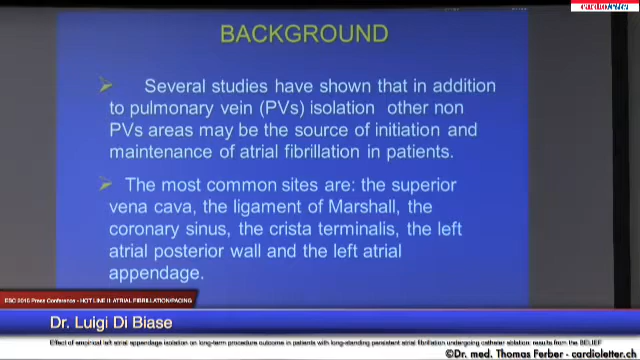 cardioletter
BACKGROUND
Several studies have shown that in addition
to pulmonary vein (PVs) isolation other non
PVs areas may be the source of initiation and
maintenance of atrial fibrillation in patients.
The most common sites are: the superior
vena cava, the ligament of Marshall, the
coronary sinus, the crista terminalis, the left
atrial posterior wall and the left atrial
appendage.
ESC 2015 Press Conference - HOT LINE II: ATRIAL FIBRILLATION/PACING
Dr. Luigi Di Biase
Effect of empirical left atrial appendage isolation on long-term procedure outcome in patients with long-standing persistent atrial fibrillation undergoing catheter ablation: results from the BELIEF
©Dr. med. Thomas Ferber - cardioletter.ch